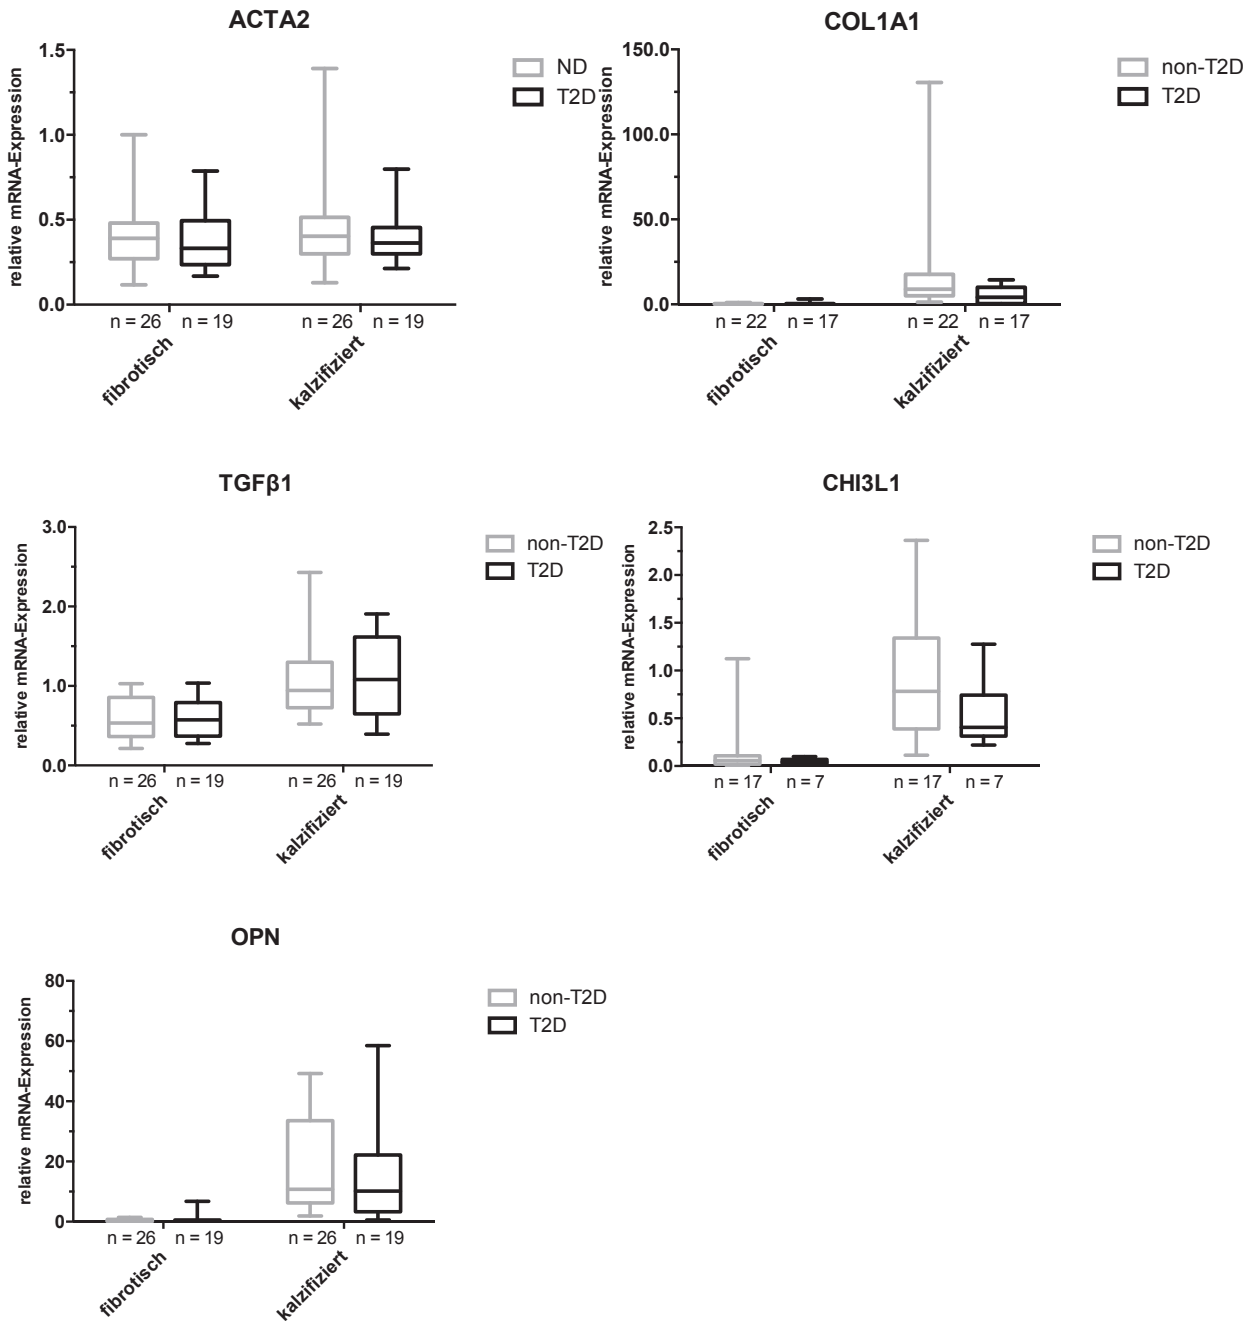 ACTA2
relative mRNA-Expression
1.5
1.0
0.5
0.0
ND
T2D
n = 26 n = 19 n = 26 n = 19
fibrotisch
kalzifiziert
COL1A1
relative mRNA-Expression
150.0
100.0
50.0
0.0
non-T2D
T2D
n = 22 n = 17 n = 22 n = 17
fibrotisch
kalzifiziert
TGFβ1
relative mRNA-Expression
3.0
2.0
1.0
0.0
non-T2D
T2D
n = 26 n = 19 n = 26 n = 19
fibrotisch
kalzifiziert
CHI3L1
relative mRNA-Expression
2.5
2.0
1.5
1.0
0.5
0.0
non-T2D
T2D
n = 17 n = 7 n = 17 n = 7
fibrotisch
kalzifiziert
OPN
relative mRNA-Expression
80
60
40
20
0
non-T2D
T2D
n = 26 n = 19 n = 26 n = 19
fibrotisch
kalzifiziert